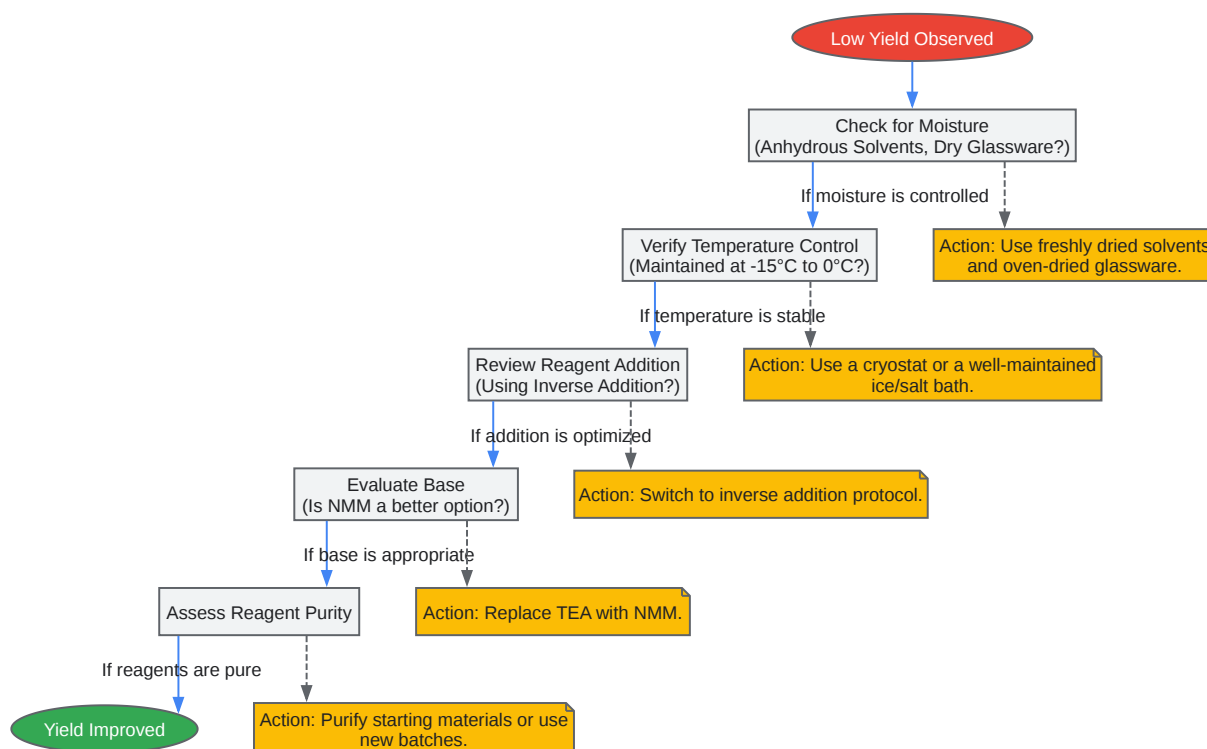 Low Yield Observed
Check for Moisture
(Anhydrous Solvents, Dry Glassware?)
If moisture is controlled
Verify Temperature Control
(Maintained at -15°C to 0°C?)
Action: Use freshly dried solvents
and oven-dried glassware.
If temperature is stable
Review Reagent Addition
(Using Inverse Addition?)
Action: Use a cryostat or a well-maintained
ice/salt bath.
If addition is optimized
Evaluate Base
(Is NMM a better option?)
Action: Switch to inverse addition protocol.
If base is appropriate
Assess Reagent Purity
Action: Replace TEA with NMM.
If reagents are pure
Yield Improved
Action: Purify starting materials or use
new batches.